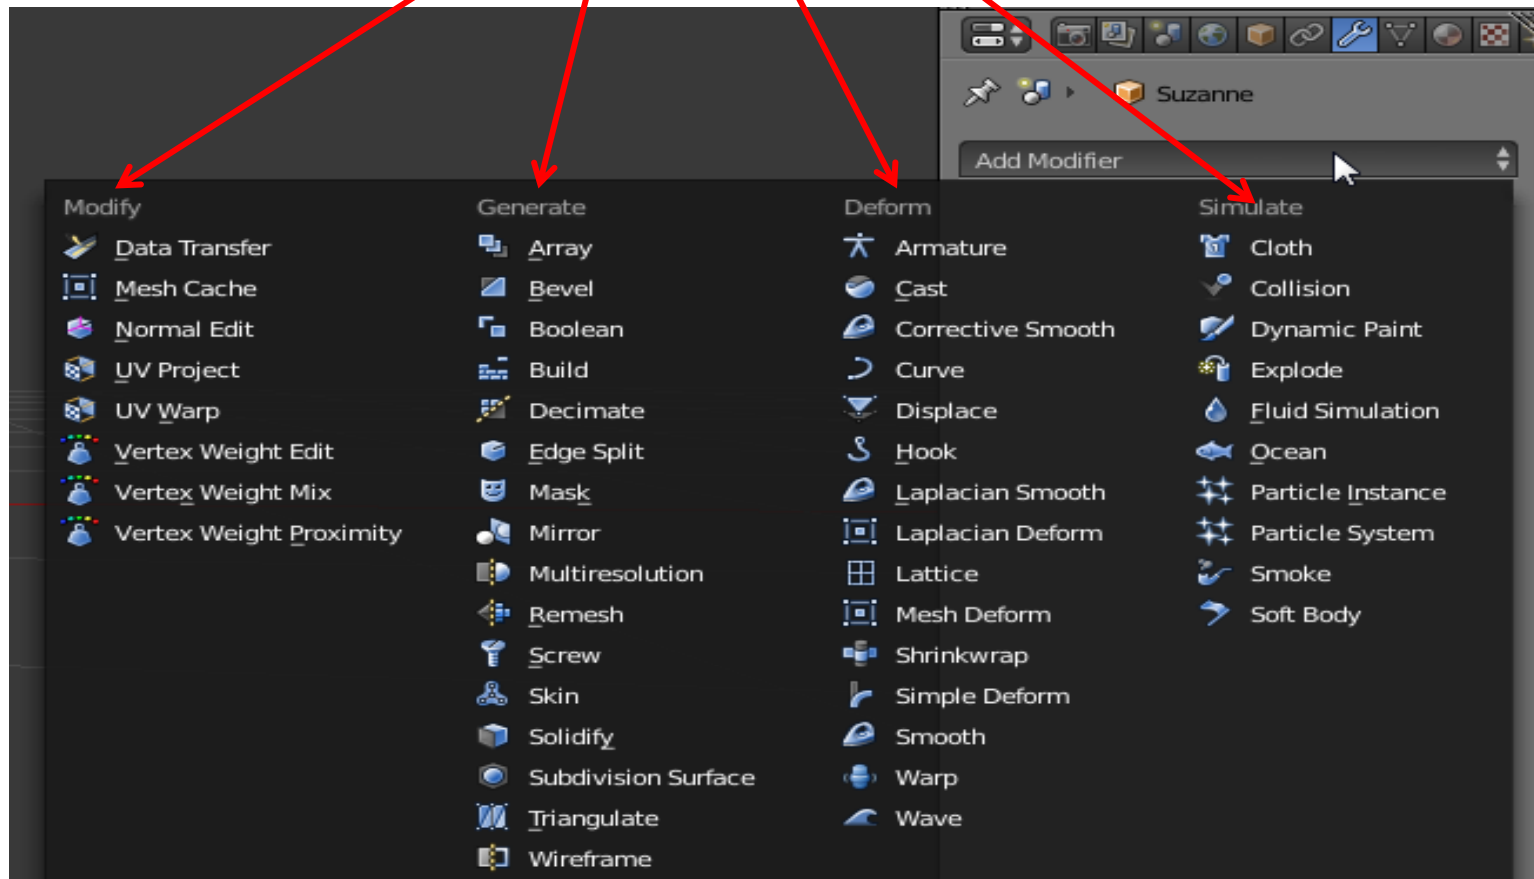 Suzanne
Add Modifier
Modify
Data Transfer
Mesh Cache
Normal Edit
UV Project
UV Warp
Vertex Weight Edit
Vertex Weight Mix
Vertex Weight Proximity
Generate
Array
Bevel
Boolean
Build
Decimate
Edge Split
Mask
Mirror
Multiresolution
Remesh
Screw
Skin
Solidify
Subdivision Surface
Triangulate
Wireframe
Deform
Armature
Cast
Corrective Smooth
Curve
Displace
Hook
Laplacian Smooth
Laplacian Deform
Lattice
Mesh Deform
Shrinkwrap
Simple Deform
Smooth
Warp
Wave
Simulate
Cloth
Collision
Dynamic Paint
Explode
Fluid Simulation
Ocean
Particle Instance
Particle System
Smoke
Soft Body